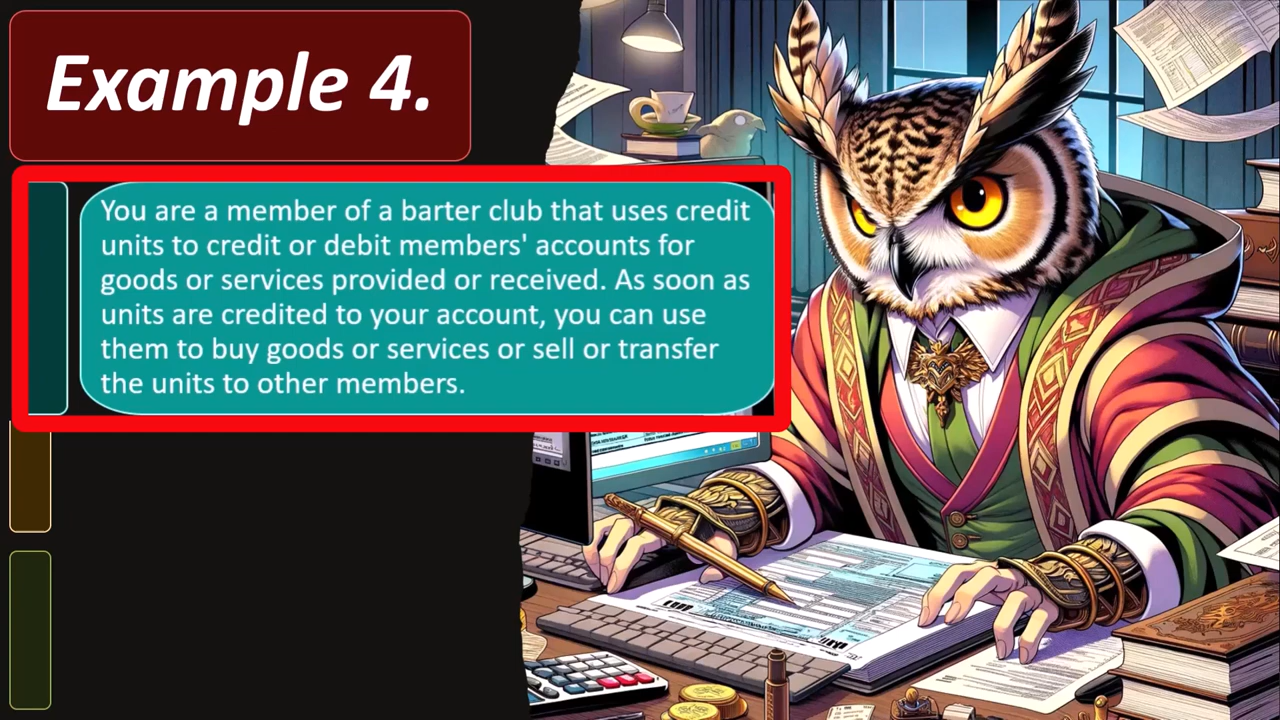 Example 4.
You are a member of a barter club that uses credit
units to credit or debit members' accounts for
goods or services provided or received. As soon as
units are credited to your account, you can use
them to buy goods or services or sell or transfer
the units to other members.